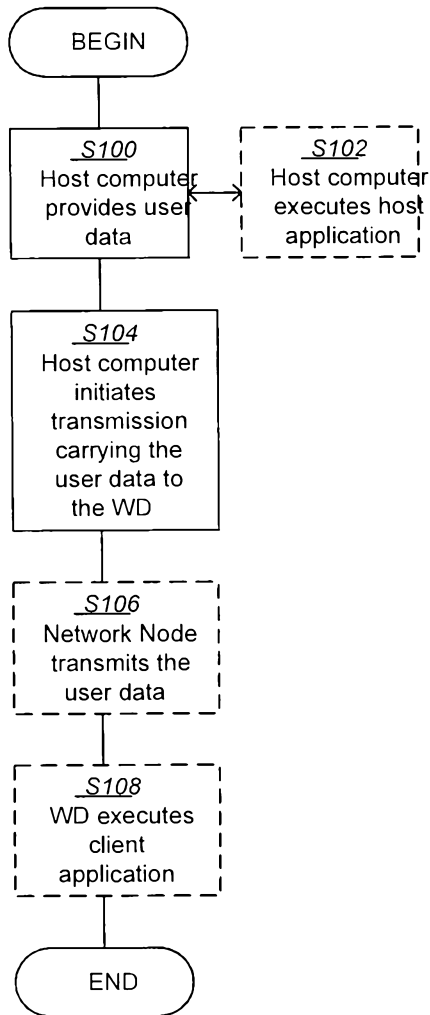 BEGIN
S100
Host computer
provides user
data
S102
Host computer
executes host
application
S104
Host computer
initiates
transmission
carrying the
user data to
the WD
S106
Network Node
transmits the
user data
S108
WD executes
client
application
END